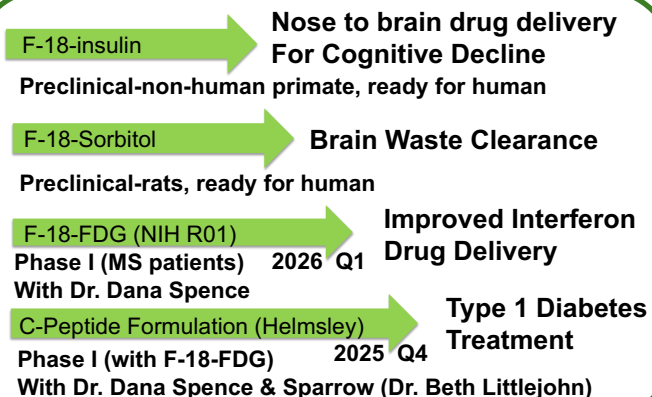 F-18-insulin
Nose to brain drug delivery
For Cognitive Decline
Preclinical-non-human primate, ready for human
F-18-Sorbitol
Brain Waste Clearance
Preclinical-rats, ready for human
F-18-FDG (NIH R01)
Improved Interferon
Drug Delivery
Phase I (MS patients) 2026 Q1
With Dr. Dana Spence
C-Peptide Formulation (Helmsley)
Type 1 Diabetes
Treatment
Phase I (with F-18-FDG) 2025 Q4
With Dr. Dana Spence & Sparrow (Dr. Beth Littlejohn)